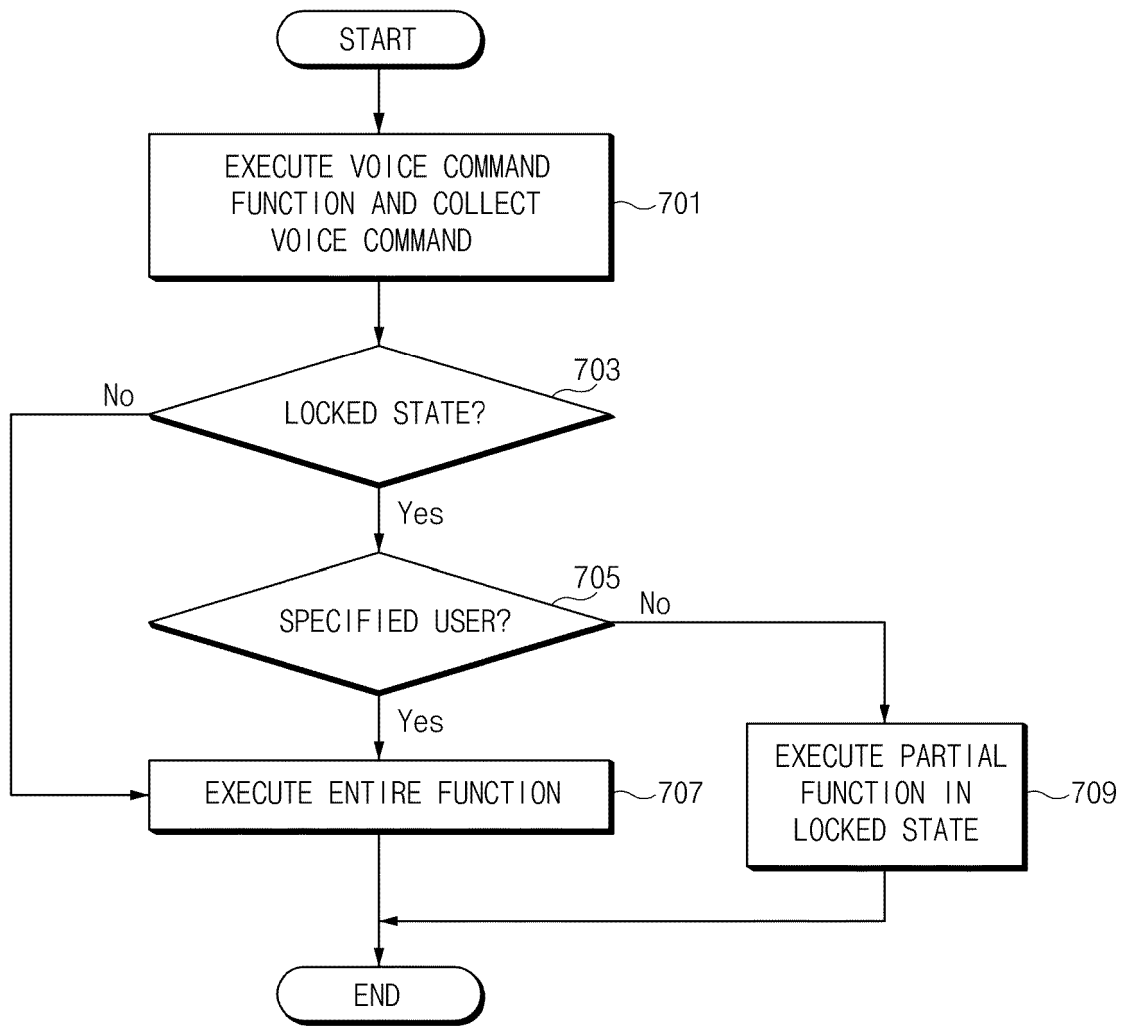 START
EXECUTE VOICE COMMAND
FUNCTION AND COLLECT
VOICE COMMAND
701
703
No
LOCKED STATE?
Yes
705
No
SPECIFIED USER?
Yes
EXECUTE ENTIRE FUNCTION
707
EXECUTE PARTIAL
FUNCTION IN
LOCKED STATE
709
END